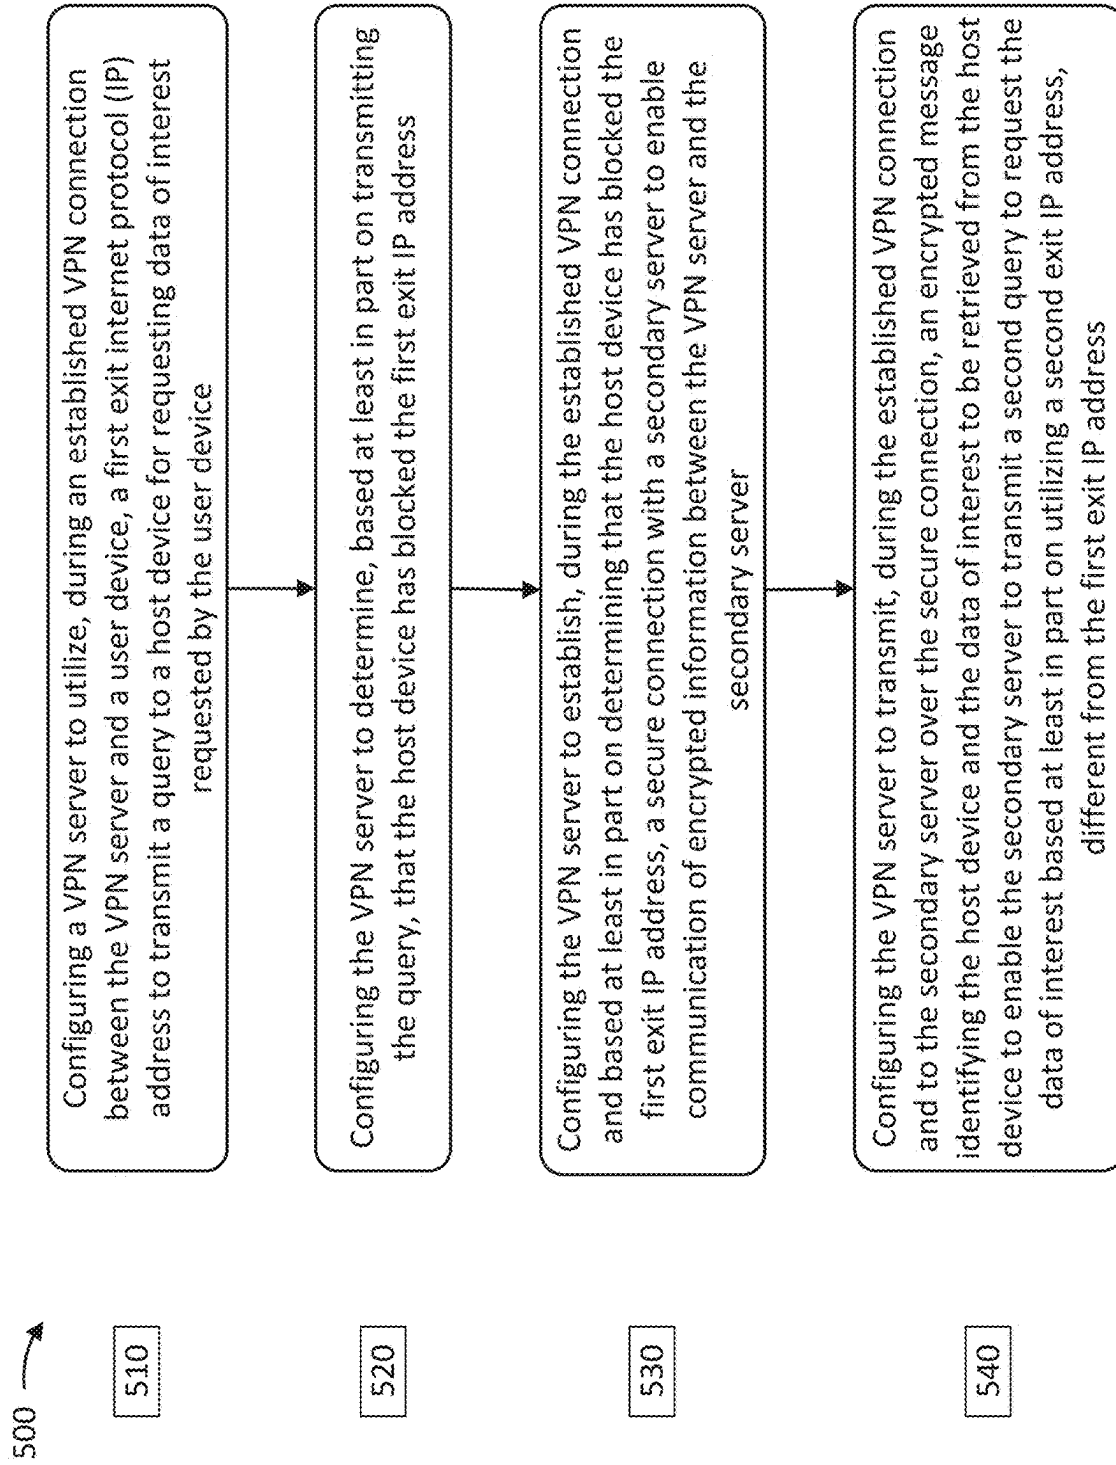 500
510
Configuring a VPN server to utilize, during an established VPN connection
between the VPN server and a user device, a first exit internet protocol (IP)
address to transmit a query to a host device for requesting data of interest
requested by the user device
520
Configuring the VPN server to determine, based at least in part on transmitting
the query, that the host device has blocked the first exit IP address
530
Configuring the VPN server to establish, during the established VPN connection
and based at least in part on determining that the host device has blocked the
first exit IP address, a secure connection with a secondary server to enable
communication of encrypted information between the VPN server and the
secondary server
540
Configuring the VPN server to transmit, during the established VPN connection
and to the secondary server over the secure connection, an encrypted message
identifying the host device and the data of interest to be retrieved from the host
device to enable the secondary server to transmit a second query to request the
data of interest based at least in part on utilizing a second exit IP address,
different from the first exit IP address